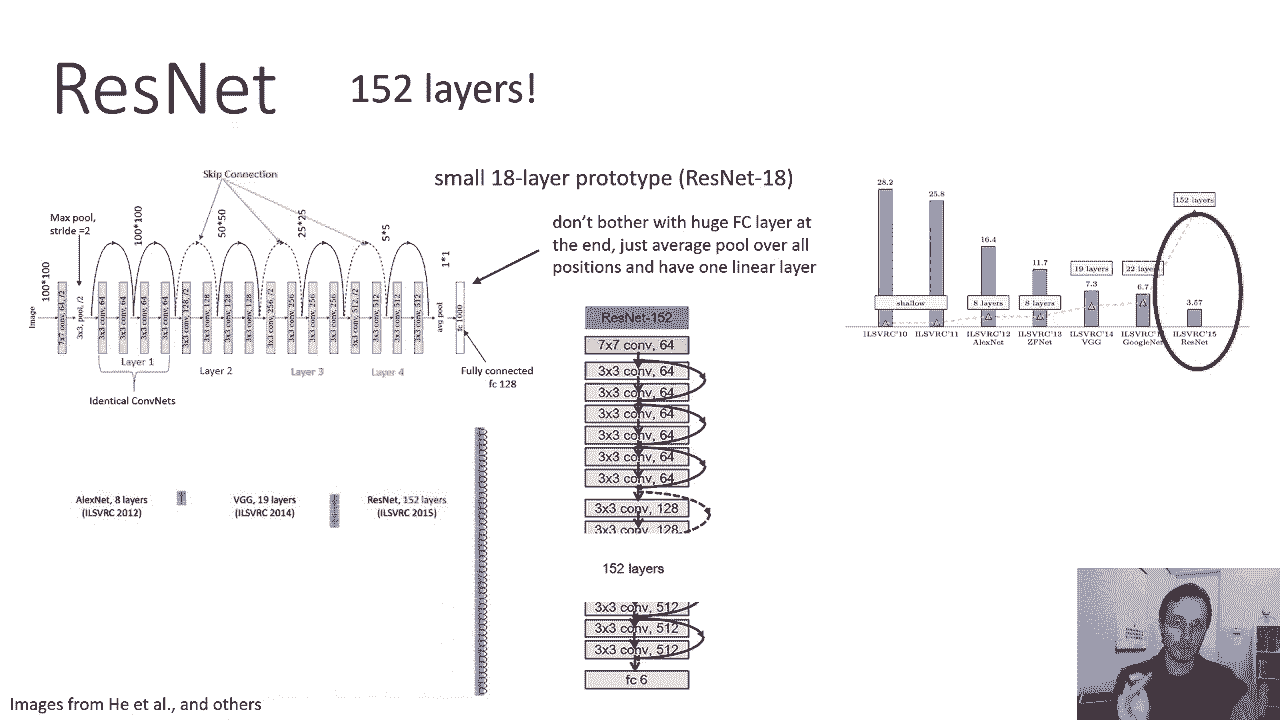 ResNet
152 layers!
Skip Connection
small 18-layer prototype (ResNet-18)
Max pool,
stride =2
100*100
100*100
50*50
25*25
5*5
1*1
don't bother with huge FC layer at
the end, just average pool over all
positions and have one linear layer
Image
7x7 conv, 64, /2
3x3, pool, /2
3x3 conv, 64
3x3 conv, 64
3x3 conv, 64
3x3 conv, 64
3x3 conv, 128, /2
3x3 conv, 128
3x3 conv, 128
3x3 conv, 128
3x3 conv, 256, /2
3x3 conv, 256
3x3 conv, 256
3x3 conv, 256
3x3 conv, 512, /2
3x3 conv, 512
3x3 conv, 512
3x3 conv, 512
avg pool
Layer 1
Layer 2
Layer 3
Layer 4
Identical ConvNets
Fully connected
fc 128
28.2
25.8
16.4
11.7
19 layers
7.3
22 layers
6.7
152 layers
3.57
shallow
8 layers
8 layers
ILSVRC'10
ILSVRC'11
ILSVRC'12
AlexNet
ILSVRC'13
ZFNet
ILSVRC'14
VGG
GoogleNet
ILSVRC'15
ResNet
ResNet-152
7x7 conv, 64
3x3 conv, 64
3x3 conv, 64
3x3 conv, 64
3x3 conv, 64
3x3 conv, 64
3x3 conv, 64
3x3 conv, 128
3x3 conv, 128
152 layers
3x3 conv, 512
3x3 conv, 512
3x3 conv, 512
fc 6
AlexNet, 8 layers
(ILSVRC 2012)
VGG, 19 layers
(ILSVRC 2014)
ResNet, 152 layers
(ILSVRC 2015)
Images from He et al., and others